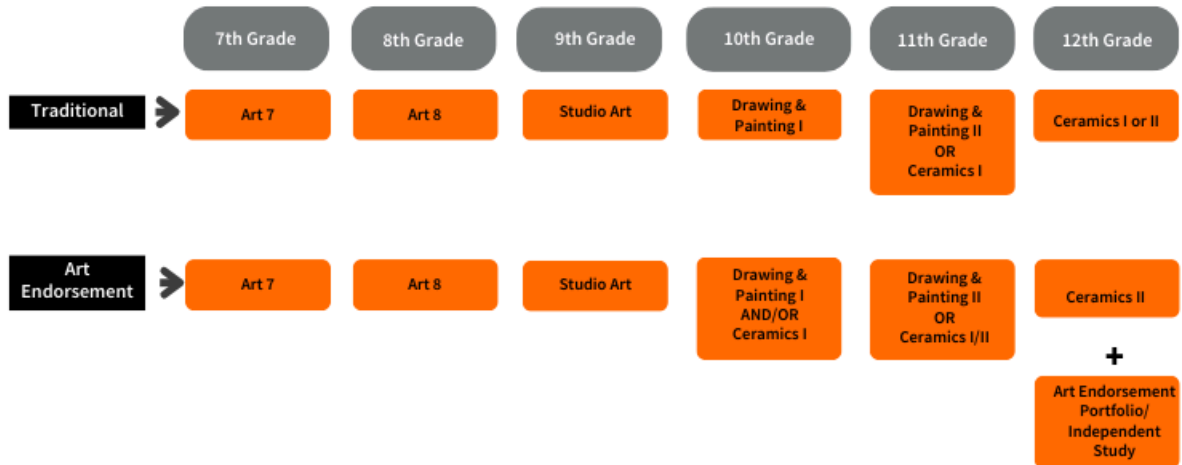 7th Grade
8th Grade
9th Grade
10th Grade
11th Grade
12th Grade
Traditional
Art 7
Art 8
Studio Art
Drawing &
Painting I
Drawing &
Painting II
OR
Ceramics I
Ceramics I or II
Art
Endorsement
Art 7
Art 8
Studio Art
Drawing &
Painting I
AND/OR
Ceramics I
Drawing &
Painting II
OR
Ceramics I/II
Ceramics II
+
Art Endorsement
Portfolio/
Independent
Study